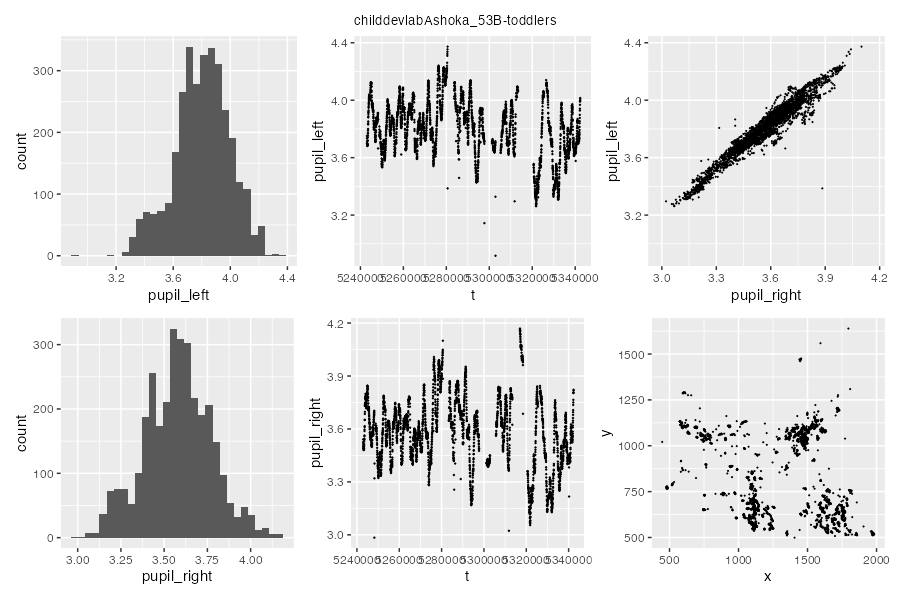 childdevlabAshoka_53B-toddlers
300
200
100
0
count
3.2 3.6 4.0 4.4
pupil_left
4.4
4.0
3.6
3.2
pupil_left
5240000 5260000 5280000 5300000 5320000 5340000
t
4.4
4.0
3.6
3.2
pupil_left
3.0 3.3 3.6 3.9 4.2
pupil_right
300
200
100
0
count
3.00 3.25 3.50 3.75 4.00
pupil_right
4.2
3.9
3.6
3.3
3.0
pupil_right
5240000 5260000 5280000 5300000 5320000 5340000
t
1500
1250
1000
750
500
y
500 1000 1500 2000
x